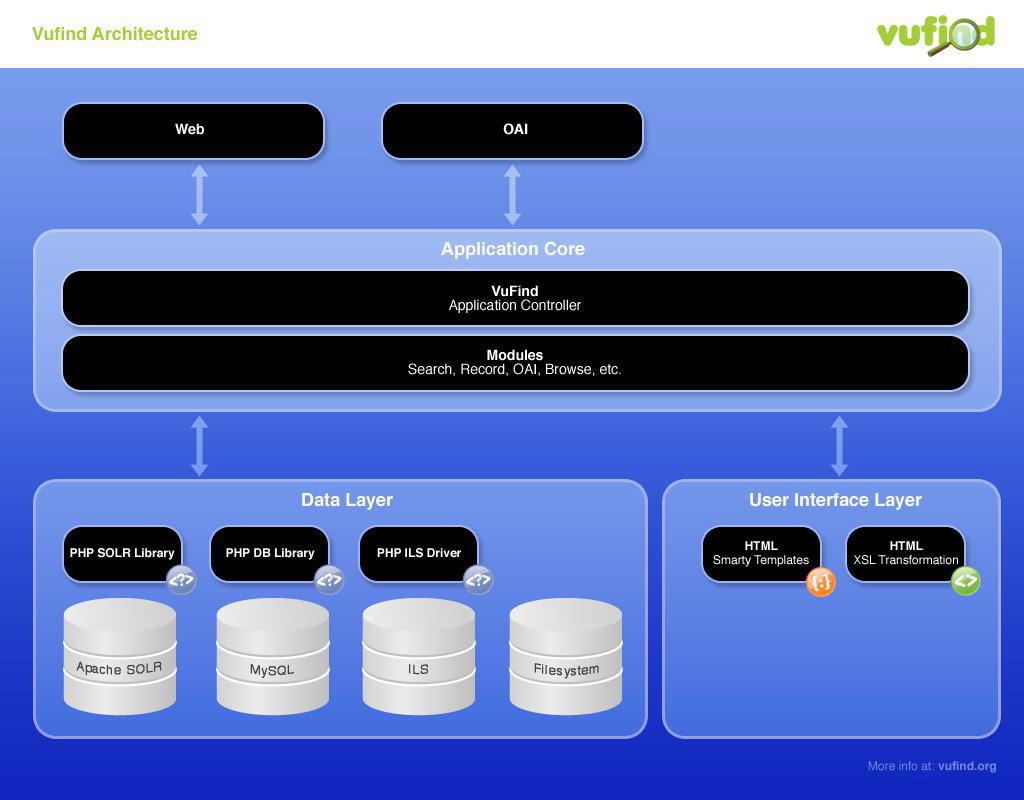 Vufind Architecture
vufind
Web
OAI
Application Core
VuFind
Application Controller
Modules
Search, Record, OAI, Browse, etc.
Data Layer
PHP SOLR Library
<?>
PHP DB Library
<?>
PHP ILS Driver
<?>
Apache SOLR
MySQL
ILS
Filesystem
User Interface Layer
HTML
Smarty Templates
{:}
HTML
XSL Transformation
<>
More info at: vufind.org